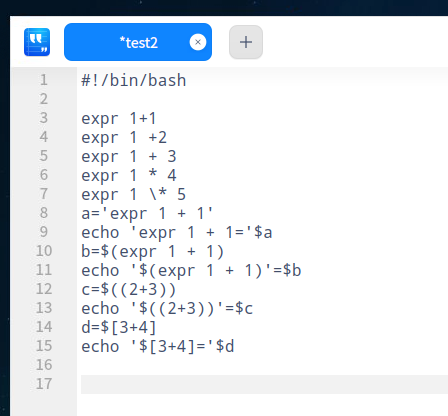 *test2
1 #!/bin/bash
2
3 expr 1+1
4 expr 1 +2
5 expr 1 + 3
6 expr 1 * 4
7 expr 1 \* 5
8 a='expr 1 + 1'
9 echo 'expr 1 + 1='$a
10 b=$(expr 1 + 1)
11 echo '$(expr 1 + 1)'=$b
12 c=$((2+3))
13 echo '$((2+3))'=$c
14 d=$[3+4]
15 echo '$[3+4]='$d
16
17